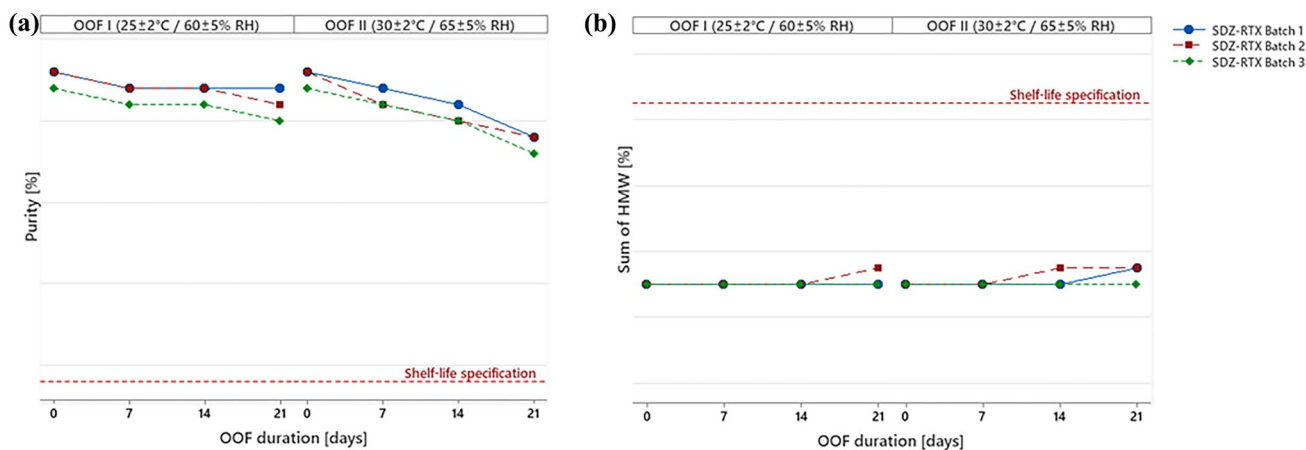 (a)
OOF I (25±2°C / 60±5% RH)
OOF II (30±2°C / 65±5% RH)
Purity [%]
Shelf-life specification
0
7
14
21
0
7
14
21
OOF duration [days]
(b)
OOF I (25±2°C / 60±5% RH)
OOF II (30±2°C / 65±5% RH)
Shelf-life specification
Sum of HMW [%]
0
7
14
21
0
7
14
21
OOF duration [days]
SDZ-RTX Batch 1
SDZ-RTX Batch 2
SDZ-RTX Batch 3